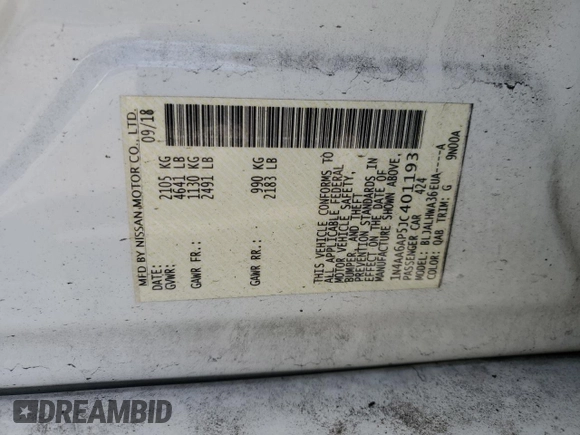 MFD BY NISSAN MOTOR CO., LTD.
DATE: 09/18
GVWR: 2105 KG
4641 LB
GAWR FR: 1130 KG
2491 LB
GAWR RR: 990 KG
2183 LB
THIS VEHICLE CONFORMS TO
ALL APPLICABLE FEDERAL
MOTOR VEHICLE SAFETY,
BUMPER, AND THEFT
PREVENTION STANDARDS IN
EFFECT ON THE DATE OF
MANUFACTURE SHOWN ABOVE.
1N4AA6AP5JC401193
PASSENGER CAR 424
MODEL: BLJALHWA36EUA----A
COLOR: QAB TRIM: G 9N00A
DREAMBID